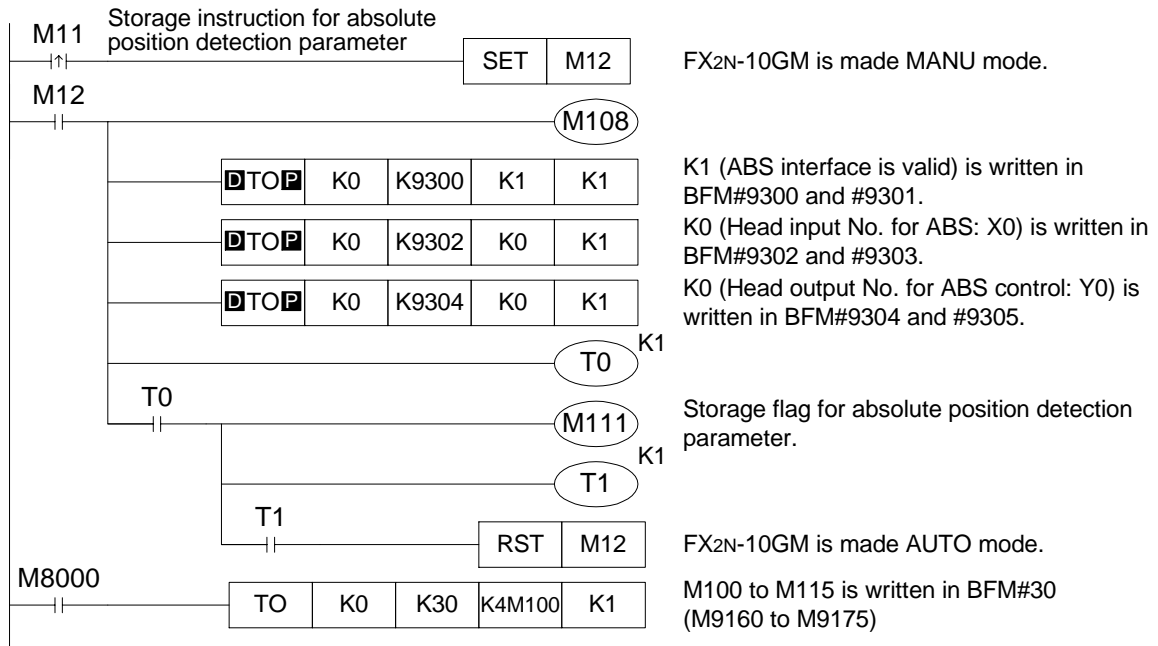 Storage instruction for absolute
position detection parameter
M11
SET M12
FX2N-10GM is made MANU mode.
M12
M108
DTOP K0 K9300 K1 K1
K1 (ABS interface is valid) is written in
BFM#9300 and #9301.
DTOP K0 K9302 K0 K1
K0 (Head input No. for ABS: X0) is written in
BFM#9302 and #9303.
DTOP K0 K9304 K0 K1
K0 (Head output No. for ABS control: Y0) is
written in BFM#9304 and #9305.
K1
T0
T0
M111
Storage flag for absolute position detection
parameter.
K1
T1
T1
RST M12
FX2N-10GM is made AUTO mode.
M8000
TO K0 K30 K4M100 K1
M100 to M115 is written in BFM#30
(M9160 to M9175)